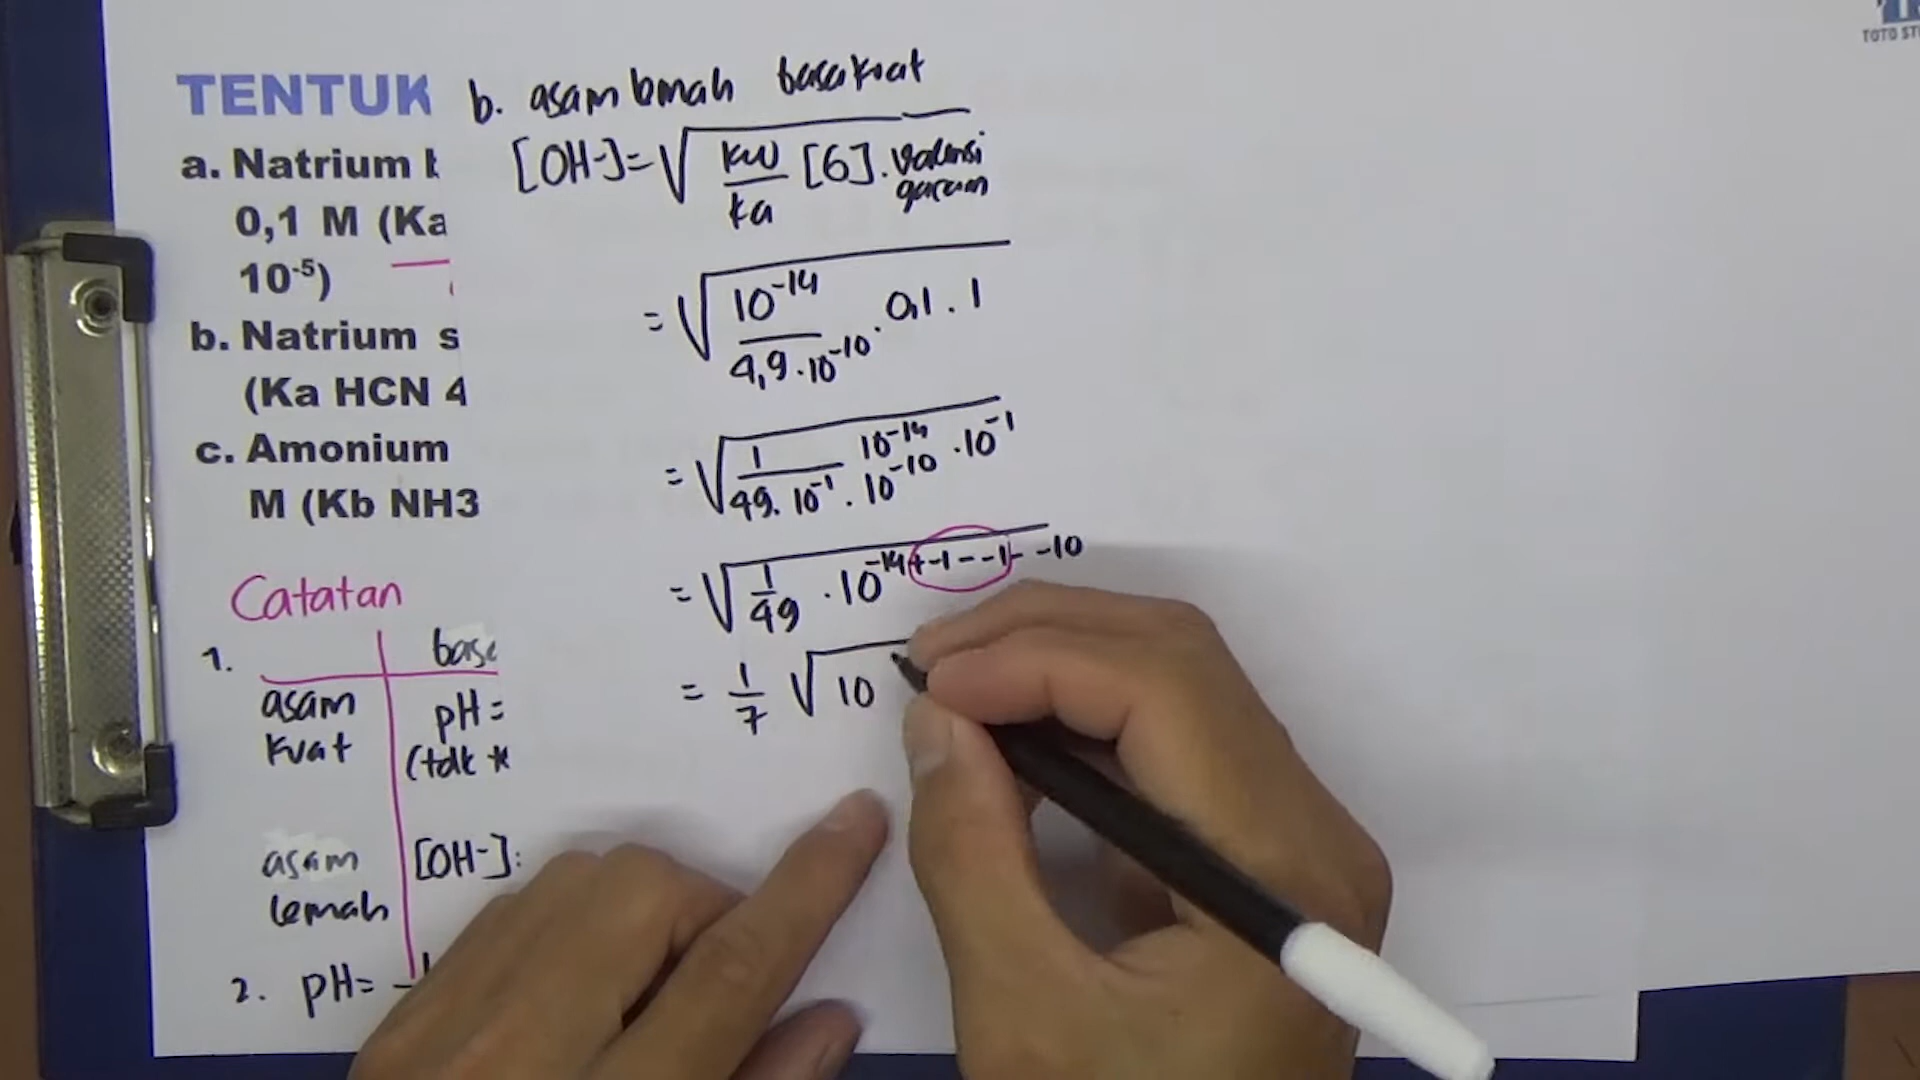 TOTO ST
TENTUK
a. Natrium
0,1 M (Ka
10⁻⁵)
b. Natrium s
(Ka HCN 4
c. Amonium
M (Kb NH3
Catatan
1.
basa
asam kuat
pH =
(tdk
asam lemah
[OH-]:
2. pH= -
b. asam lemah basa kuat
[OH-]= √ kw/ka [G]. valensi garam
= √ 10⁻¹⁴/4,9 . 10⁻¹⁰ . 0,1 . 1
= √ 1/49 . 10⁻¹ . 10⁻¹⁴/10⁻¹⁰ . 10⁻¹
= √ 1/49 . 10⁻¹⁴⁺⁻¹⁻⁻¹⁻⁻¹⁰
= 1/7 √ 10